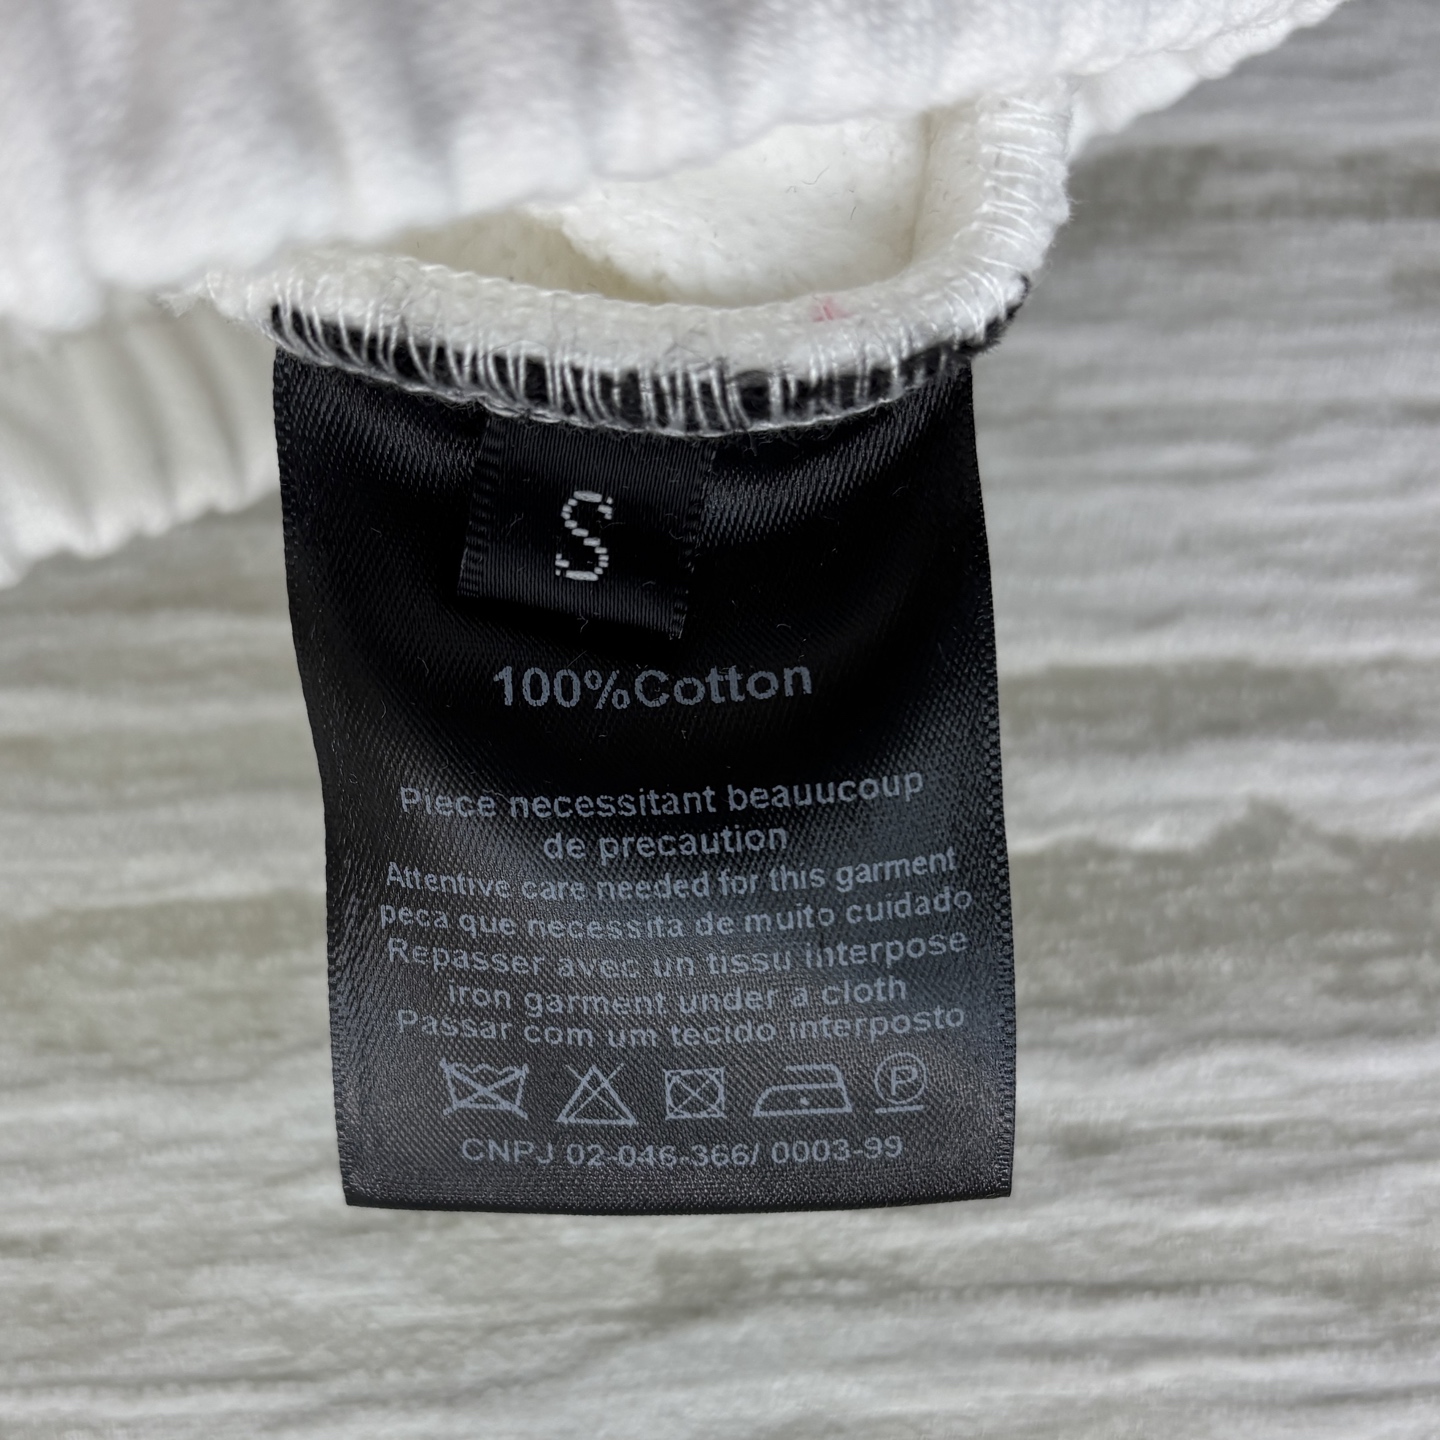 S
100%Cotton
Piece necessitant beauucoup
de precaution
Attentive care needed for this garment
peca que necessita de muito cuidado
Repasser avec un tissu interpose
iron garment under a cloth
Passar com um tecido interposto
P
CNPJ 02-046-366/ 0003-99